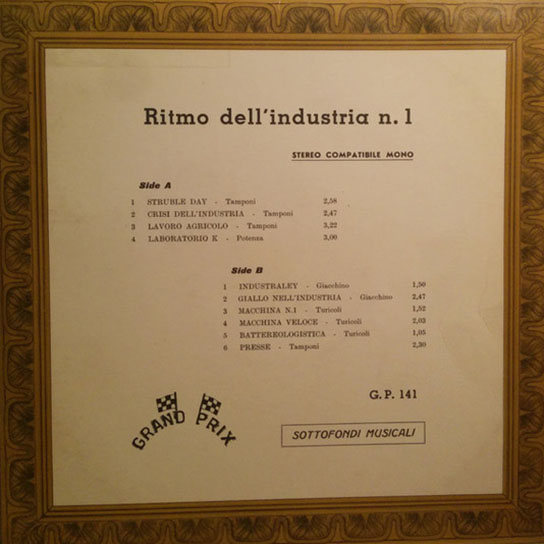 Ritmo dell'industria n. 1
STEREO COMPATIBILE MONO
Side A
1 STRUBLE DAY - Tamponi 2,58
2 CRISI DELL'INDUSTRIA - Tamponi 2,47
3 LAVORO AGRICOLO - Tamponi 3,22
4 LABORATORIO K - Potenza 3,00
Side B
1 INDUSTRALEY - Giacchino 1,50
2 GIALLO NELL'INDUSTRIA - Giacchino 2,47
3 MACCHINA N.1 - Turicoli 1,52
4 MACCHINA VELOCE - Turicoli 2,03
5 BATTEREOLOGISTICA - Turicoli 1,05
6 PRESSE - Tamponi 2,30
G. P. 141
GRAND PRIX
SOTTOFONDI MUSICALI